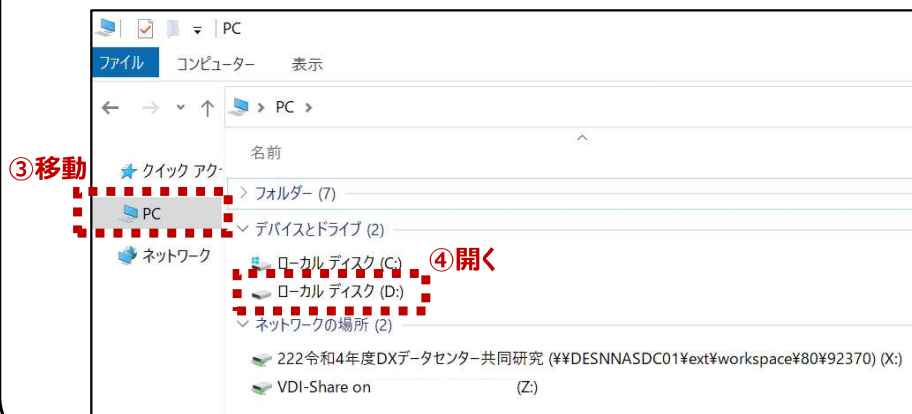 PC
ファイル コンピューター 表示
PC
名前
③移動
クイック アク
フォルダー (7)
PC
デバイスとドライブ (2)
ネットワーク
ローカル ディスク (C:)
④開く
ローカル ディスク (D:)
ネットワークの場所 (2)
222令和4年度DXデータセンター共同研究 (¥¥DESNNASDC01¥ext¥workspace¥80¥92370) (X:)
VDI-Share on (Z:)